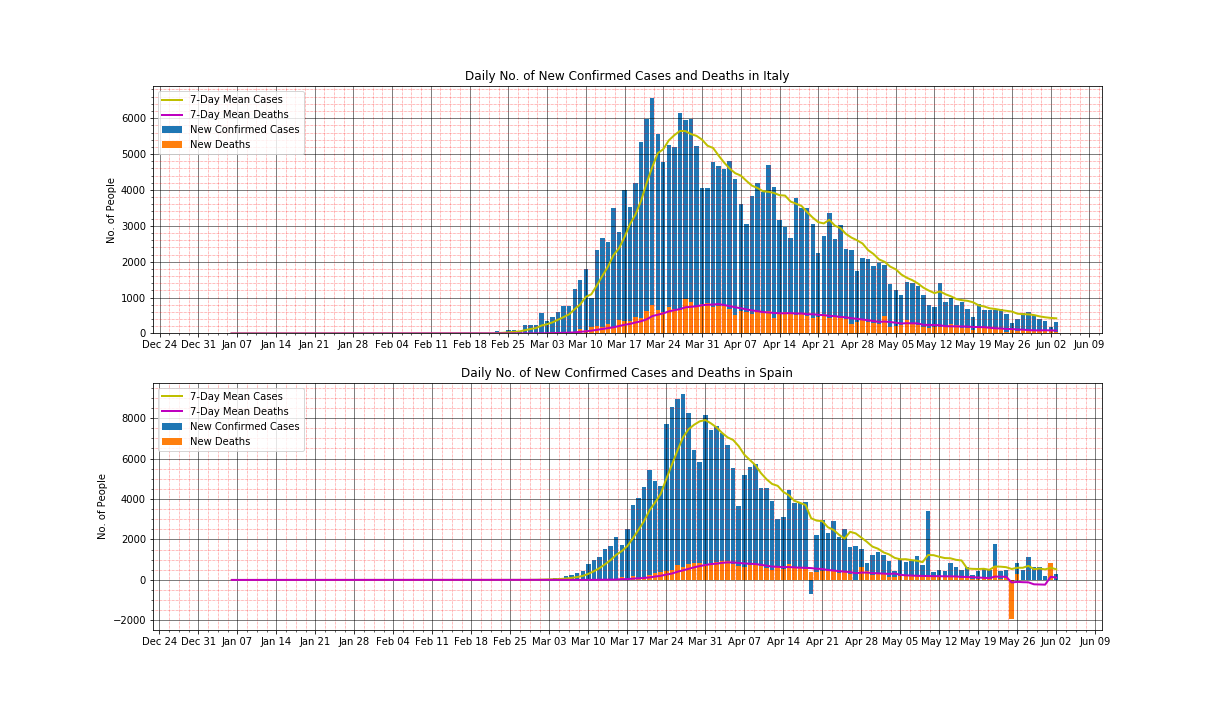 Daily No. of New Confirmed Cases and Deaths in Italy
7-Day Mean Cases
7-Day Mean Deaths
New Confirmed Cases
New Deaths
No. of People
6000
5000
4000
3000
2000
1000
0
Dec 24 Dec 31 Jan 07 Jan 14 Jan 21 Jan 28 Feb 04 Feb 11 Feb 18 Feb 25 Mar 03 Mar 10 Mar 17 Mar 24 Mar 31 Apr 07 Apr 14 Apr 21 Apr 28 May 05 May 12 May 19 May 26 Jun 02 Jun 09
Daily No. of New Confirmed Cases and Deaths in Spain
7-Day Mean Cases
7-Day Mean Deaths
New Confirmed Cases
New Deaths
No. of People
8000
6000
4000
2000
0
−2000
Dec 24 Dec 31 Jan 07 Jan 14 Jan 21 Jan 28 Feb 04 Feb 11 Feb 18 Feb 25 Mar 03 Mar 10 Mar 17 Mar 24 Mar 31 Apr 07 Apr 14 Apr 21 Apr 28 May 05 May 12 May 19 May 26 Jun 02 Jun 09